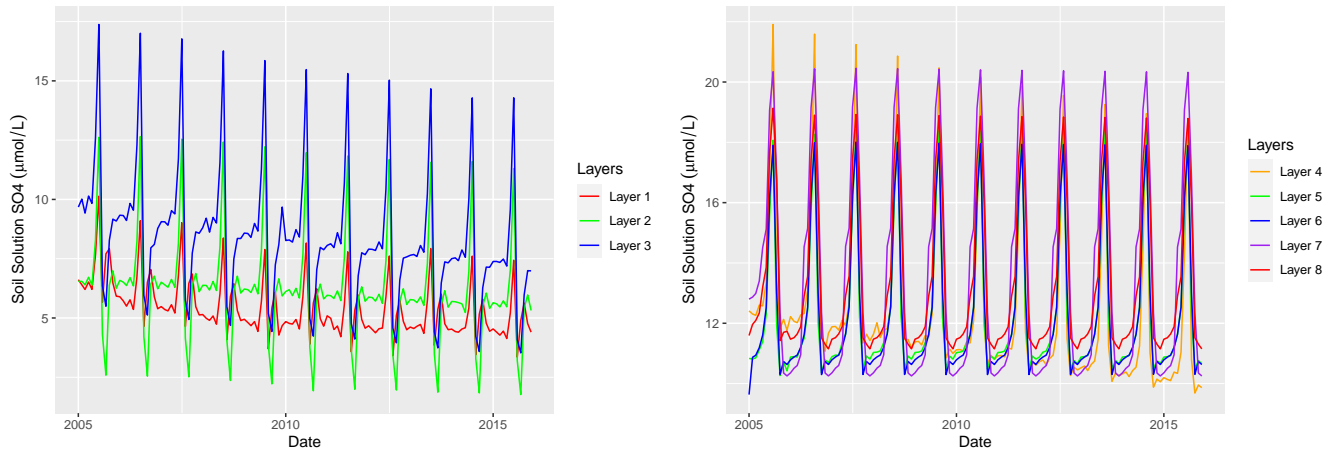 Soil Solution SO4 (μmol/L)
15
10
5
2005
2010
2015
Date
Layers
Layer 1
Layer 2
Layer 3
Soil Solution SO4 (μmol/L)
20
16
12
2005
2010
2015
Date
Layers
Layer 4
Layer 5
Layer 6
Layer 7
Layer 8